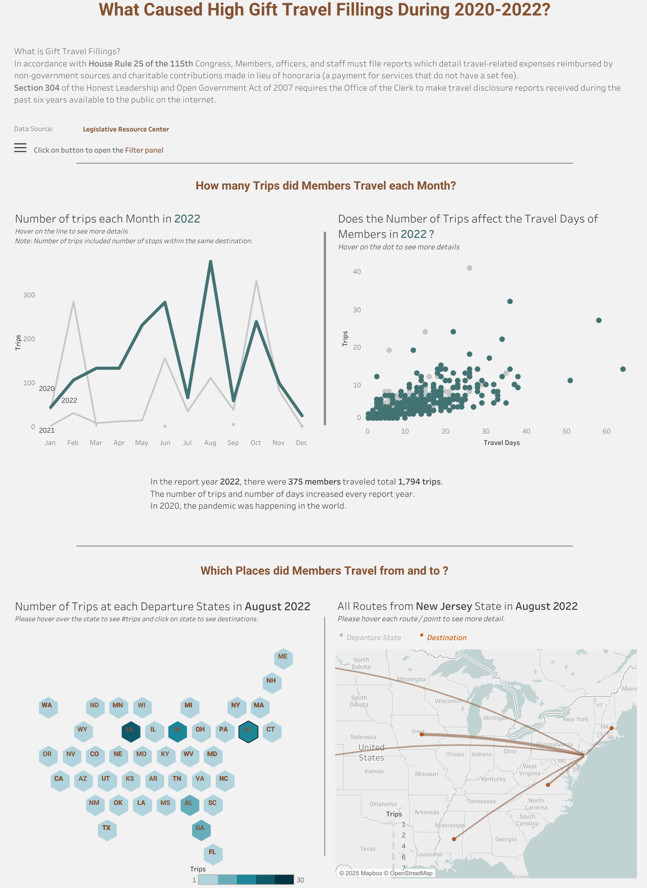 What Caused High Gift Travel Fillings During 2020-2022?
What is Gift Travel Fillings?
In accordance with House Rule 25 of the 115th Congress, Members, officers, and staff must file reports which detail travel-related expenses reimbursed by
non-government sources and charitable contributions made in lieu of honoraria (a payment for services that do not have a set fee).
Section 304 of the Honest Leadership and Open Government Act of 2007 requires the Office of the Clerk to make travel disclosure reports received during the
past six years available to the public on the internet.
Data Source: Legislative Resource Center
Click on button to open the Filter panel
How many Trips did Members Travel each Month?
Number of trips each Month in 2022
Hover on the line to see more details
Note: Number of trips included number of stops within the same destination.
Trips
300
200
100
0
2020
2022
2021
Jan Feb Mar Apr May Jun Jul Aug Sep Oct Nov Dec
Does the Number of Trips affect the Travel Days of
Members in 2022 ?
Hover on the dot to see more details
Trips
40
30
20
10
0
0 10 20 30 40 50 60
Travel Days
In the report year 2022, there were 375 members traveled total 1,794 trips.
The number of trips and number of days increased every report year.
In 2020, the pandemic was happening in the world.
Which Places did Members Travel from and to ?
Number of Trips at each Departure States in August 2022
Please hover over the state to see #trips and click on state to see destinations.
ME
NH
WA ND MN WI MI NY MA
WY IL OH PA CT
OR NV CO NE MO KY WV MD
CA AZ UT KS AR TN VA NC
NM OK LA MS AL SC
TX GA
FL
Trips
1 30
All Routes from New Jersey State in August 2022
Please hover each route / point to see more detail.
Departure State Destination
North
Dakota
Minnesota
South
Dakota
Wisconsin
Michigan
VT
Maine
New York
Nebraska
Iowa
United
States
Illinois
Indiana
Ohio
Pennsylvania
MD
Kansas
Missouri
West
Virginia
Kentucky
Oklahoma
Tennessee
North
Carolina
Arkansas
South
Carolina
Mississippi
Texas
Louisiana
Georgia
Trips
1
2
4
6
7
© 2025 Mapbox © OpenStreetMap